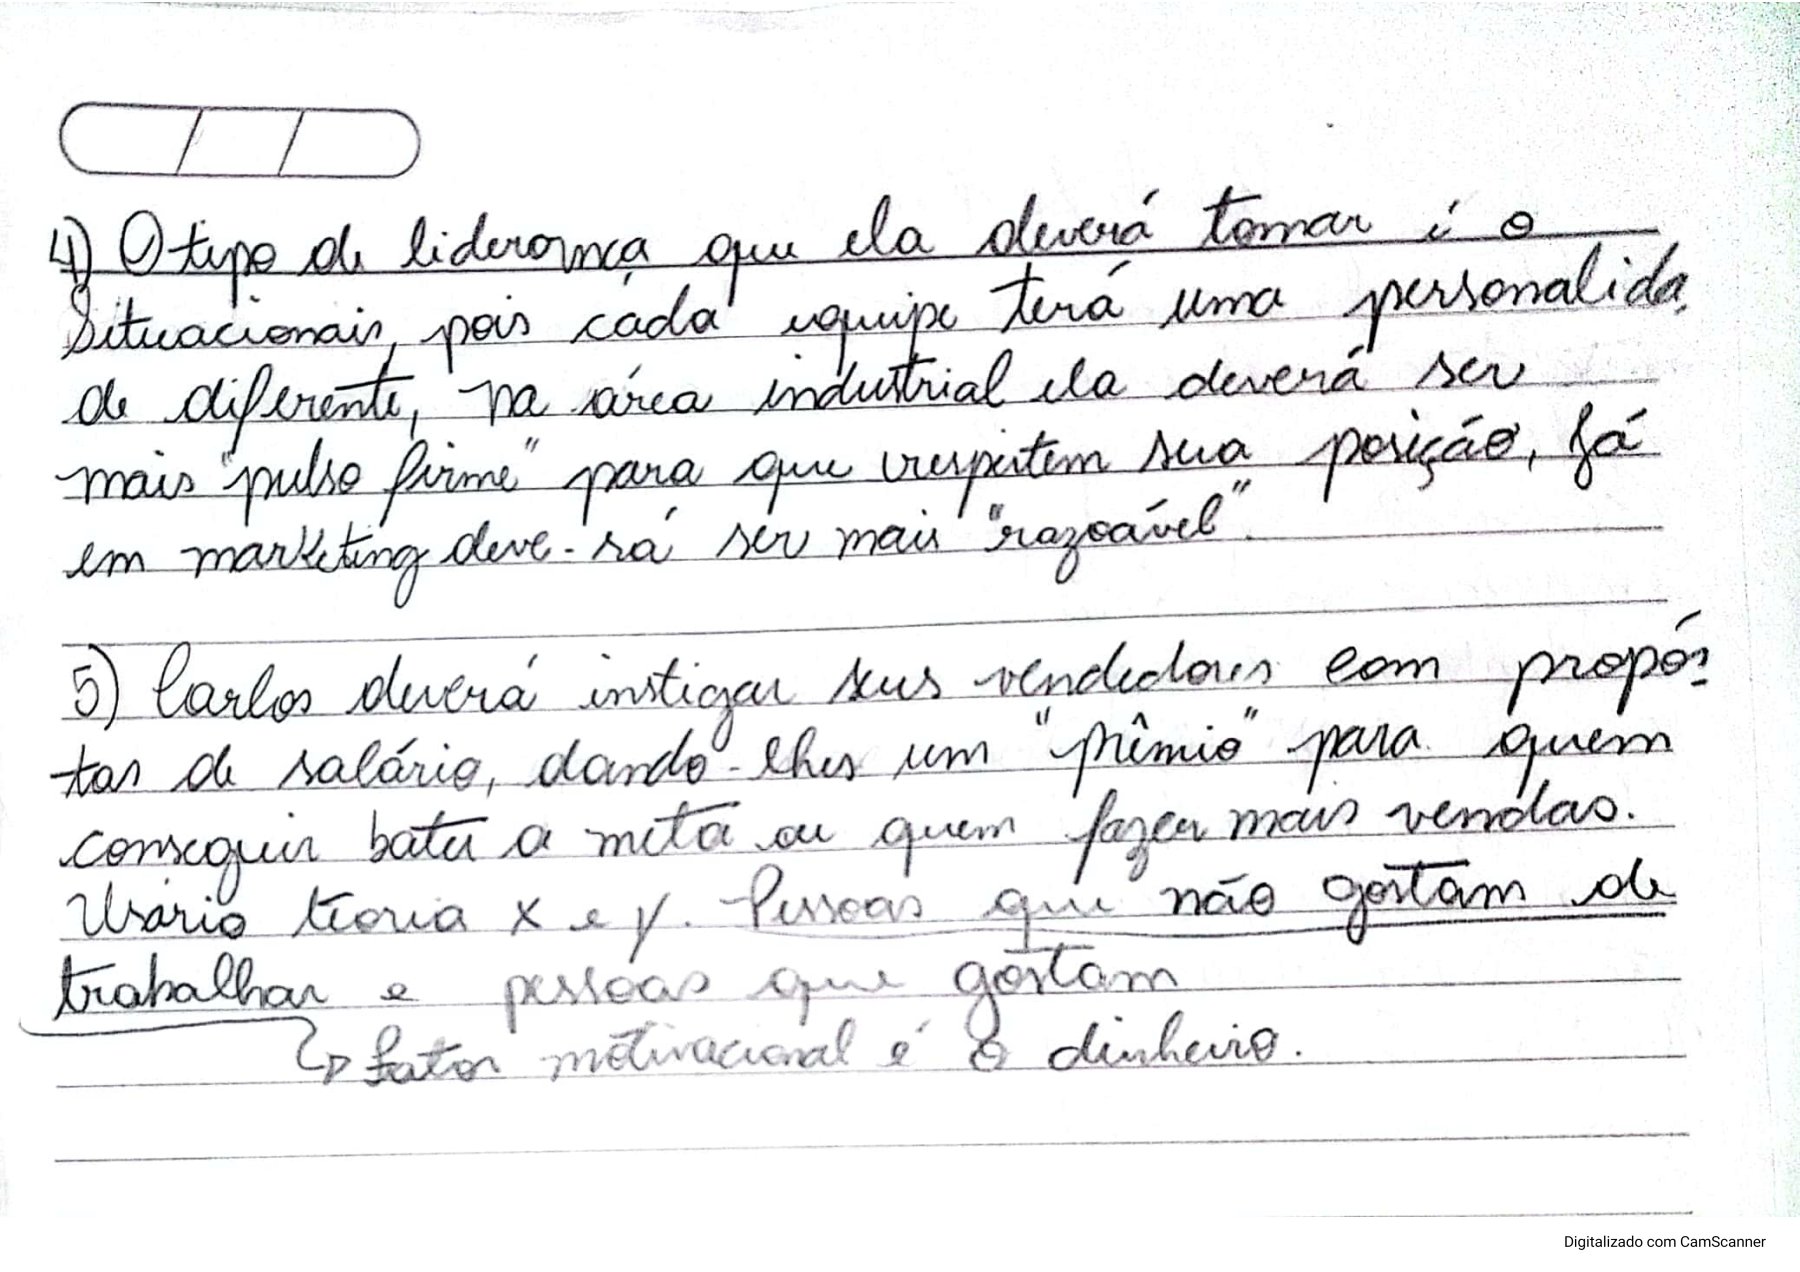 4) O tipo de liderança que ela deverá tomar é o
Situacionais, pois cada equipe terá uma personalida
de diferente, na área industrial ela deverá ser
mais "pulso firme" para que respeitem sua posição, Já
em marketing deve-rá ser mais "razoável".
5) Carlos deverá instigar seus vendedores com propós-
tas de salário, dando-lhes um "prêmio" para quem
conseguir bater a meta ou quem fazer mais vendas.
Usário teoria x e y. Pessoas que não gostam de
trabalhar e pessoas que gostam
↳ fator motivacional é o dinheiro.
Digitalizado com CamScanner